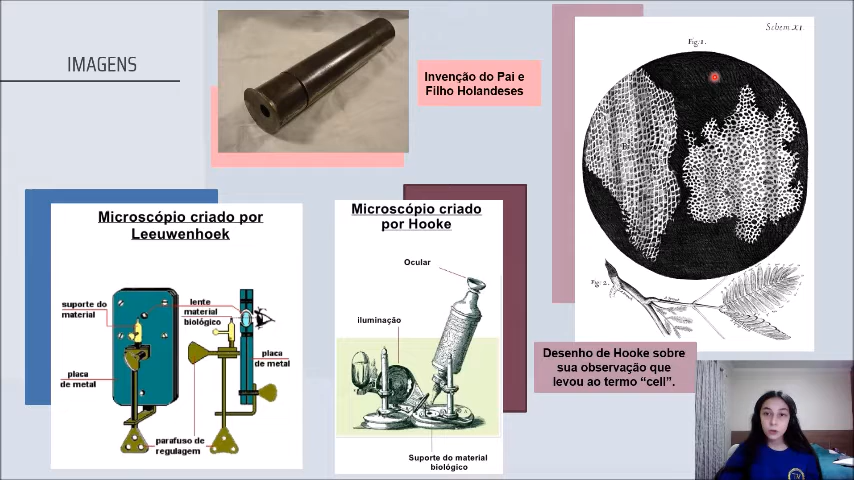 IMAGENS
Invenção do Pai e
Filho Holandeses
Schem. XI.
Fig: 1.
Fig: 2.
Desenho de Hooke sobre
sua observação que
levou ao termo “cell”.
Microscópio criado por
Leeuwenhoek
suporte do
material
lente
material
biológico
placa
de metal
placa
de metal
parafuso de
regulagem
Microscópio criado
por Hooke
Ocular
iluminação
Suporte do material
biológico